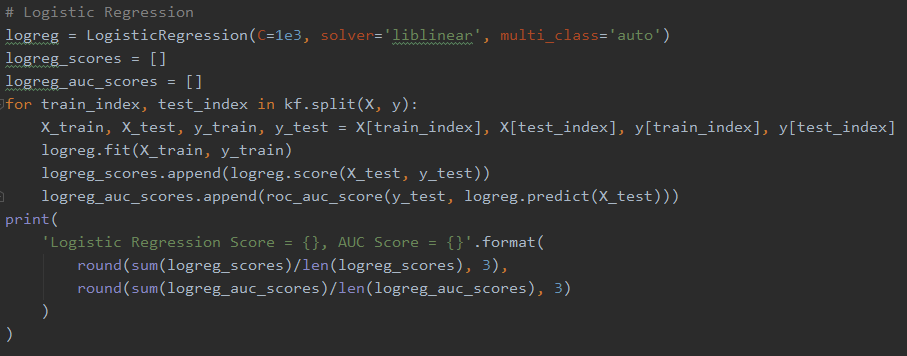 # Logistic Regression
logreg = LogisticRegression(C=1e3, solver='liblinear', multi_class='auto')
logreg_scores = []
logreg_auc_scores = []
for train_index, test_index in kf.split(X, y):
    X_train, X_test, y_train, y_test = X[train_index], X[test_index], y[train_index], y[test_index]
    logreg.fit(X_train, y_train)
    logreg_scores.append(logreg.score(X_test, y_test))
    logreg_auc_scores.append(roc_auc_score(y_test, logreg.predict(X_test)))
print(
    'Logistic Regression Score = {}, AUC Score = {}'.format(
        round(sum(logreg_scores)/len(logreg_scores), 3),
        round(sum(logreg_auc_scores)/len(logreg_auc_scores), 3)
    )
)